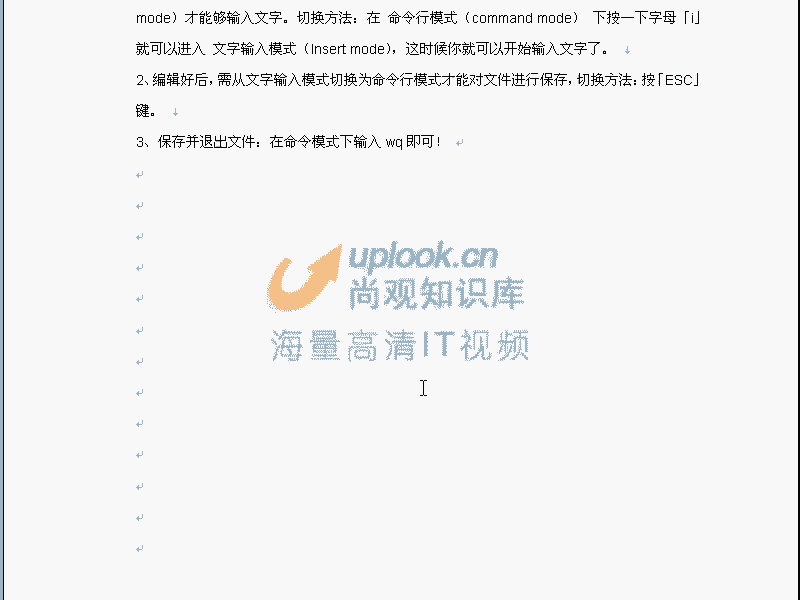 mode）才能够输入文字。切换方法：在 命令行模式（command mode） 下按一下字母「i」
就可以进入 文字输入模式（Insert mode），这时候你就可以开始输入文字了。
2、编辑好后，需从文字输入模式切换为命令行模式才能对文件进行保存，切换方法：按「ESC」
键。
3、保存并退出文件：在命令模式下输入 wq 即可！
uplook.cn
尚观知识库
海量高清IT视频